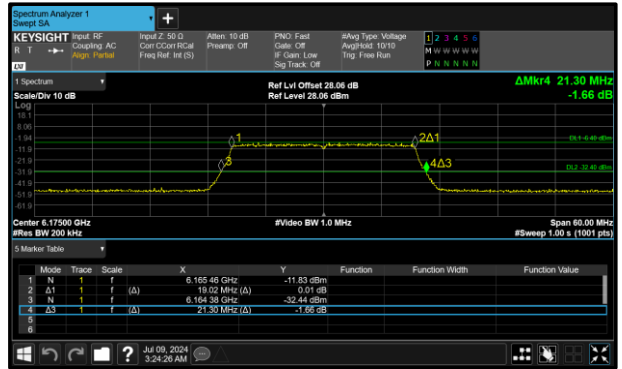 Spectrum Analyzer 1
Swept SA
KEYSIGHT Input: RF Input Z: 50 Ω Atten: 10 dB PNO: Fast #Avg Type: Voltage 1 2 3 4 5 6
R T Coupling: AC Corr CCorr RCal Preamp: Off Gate: Off Avg|Hold: 10/10 M W W W W W
Align: Partial Freq Ref: Int (S) IF Gain: Low Trig: Free Run
Sig Track: Off P N N N N N
LXI
1 Spectrum Ref Lvl Offset 28.06 dB ΔMkr4 21.30 MHz
Scale/Div 10 dB Ref Level 28.06 dBm -1.66 dB
Log
18.1
8.06
-1.94 1 2Δ1 DL1 -6.40 dBm
-11.9
-21.9 3 4Δ3 DL2 -32.40 dBm
-31.9
-41.9
-51.9
-61.9
Center 6.17500 GHz #Video BW 1.0 MHz Span 60.00 MHz
#Res BW 200 kHz #Sweep 1.00 s (1001 pts)
5 Marker Table
Mode Trace Scale X Y Function Function Width Function Value
1 N 1 f 6.165 46 GHz -11.83 dBm
2 Δ1 1 f (Δ) 19.02 MHz (Δ) 0.01 dB
3 N 1 f 6.164 38 GHz -32.44 dBm
4 Δ3 1 f (Δ) 21.30 MHz (Δ) -1.66 dB
5
6
Jul 09, 2024
3:24:26 AM